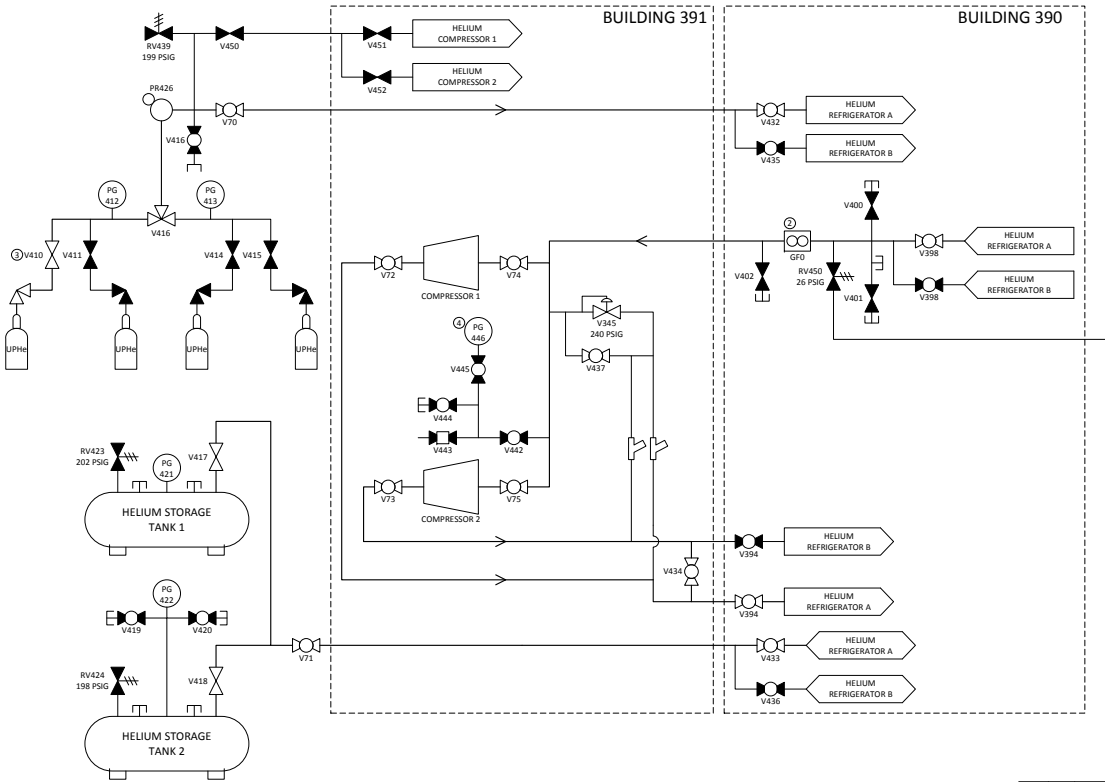 BUILDING 391
BUILDING 390
RV439
199 PSIG
V450
V451
HELIUM
COMPRESSOR 1
V452
HELIUM
COMPRESSOR 2
PR426
V70
V416
V432
HELIUM
REFRIGERATOR A
V435
HELIUM
REFRIGERATOR B
PG
412
PG
413
V416
3
V410
V411
V414
V415
UPHe
UPHe
UPHe
UPHe
V400
2
GF0
V402
RV450
26 PSIG
V401
V398
HELIUM
REFRIGERATOR A
V398
HELIUM
REFRIGERATOR B
V72
COMPRESSOR 1
V74
V345
240 PSIG
V437
4
PG
446
V445
V444
V443
V442
V73
COMPRESSOR 2
V75
RV423
202 PSIG
PG
421
V417
HELIUM STORAGE
TANK 1
V394
HELIUM
REFRIGERATOR B
V434
V394
HELIUM
REFRIGERATOR A
PG
422
V419
V420
V71
V433
HELIUM
REFRIGERATOR A
V436
HELIUM
REFRIGERATOR B
RV424
198 PSIG
V418
HELIUM STORAGE
TANK 2